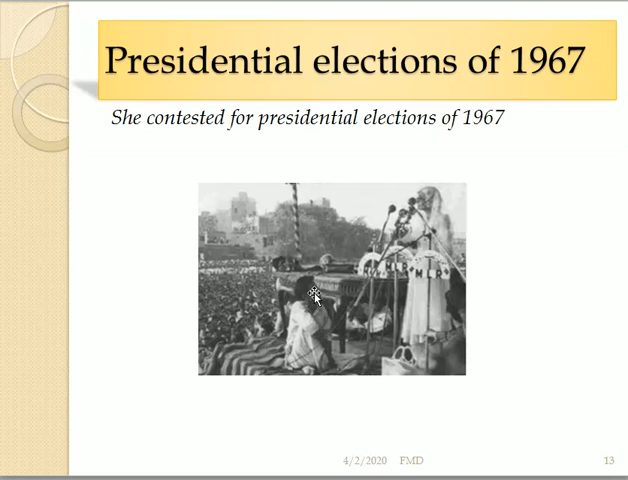 Presidential elections of 1967
She contested for presidential elections of 1967
4/2/2020 FMD 13